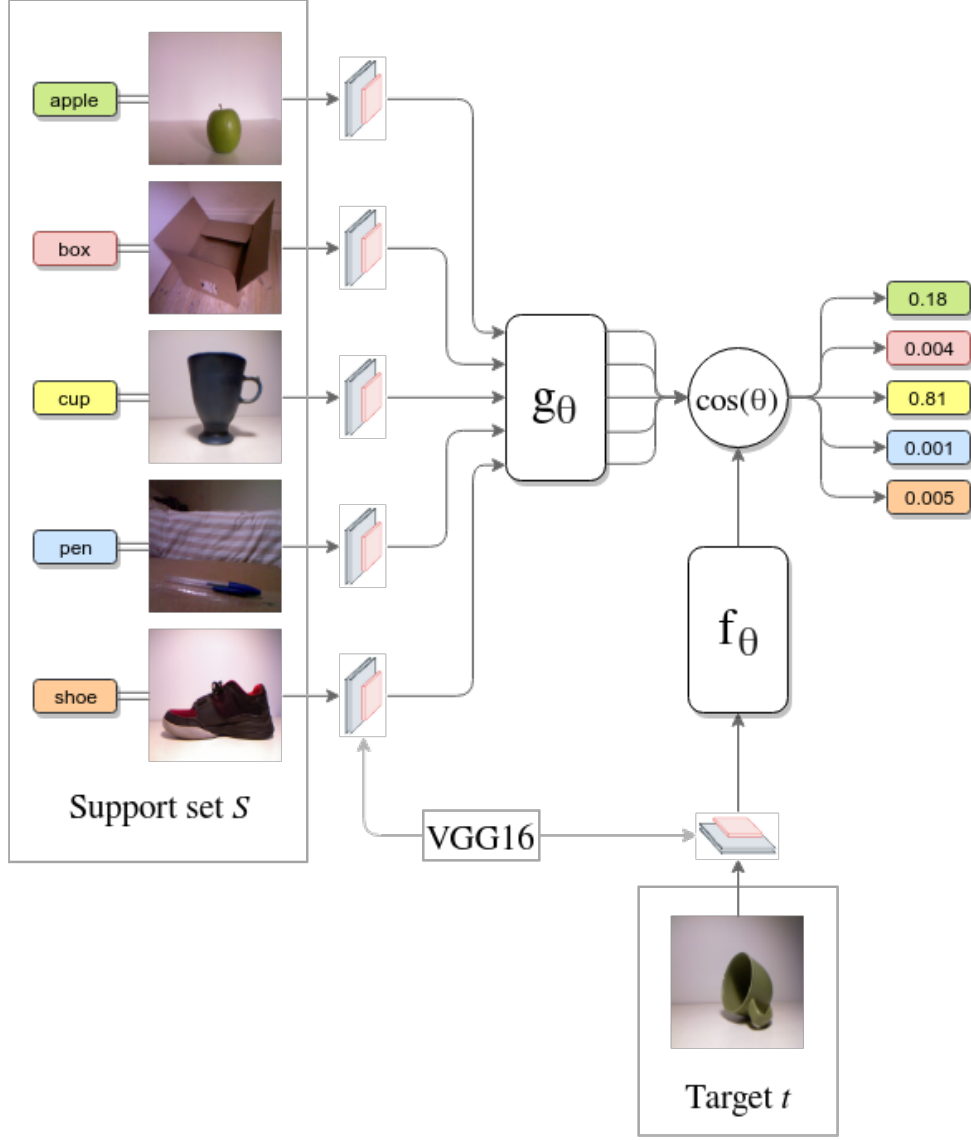 apple
box
cup
pen
shoe
Support set S
gθ
cos(θ)
0.18
0.004
0.81
0.001
0.005
fθ
VGG16
Target t